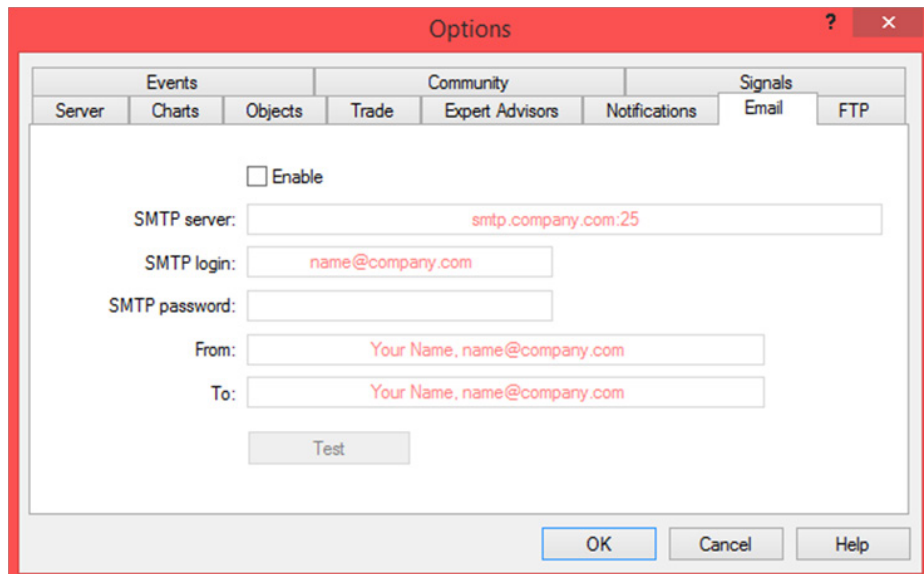 Options
?
×
Events Community Signals
Server Charts Objects Trade Expert Advisors Notifications Email FTP
Enable
SMTP server: smtp.company.com:25
SMTP login: name@company.com
SMTP password:
From: Your Name, name@company.com
To: Your Name, name@company.com
Test
OK Cancel Help